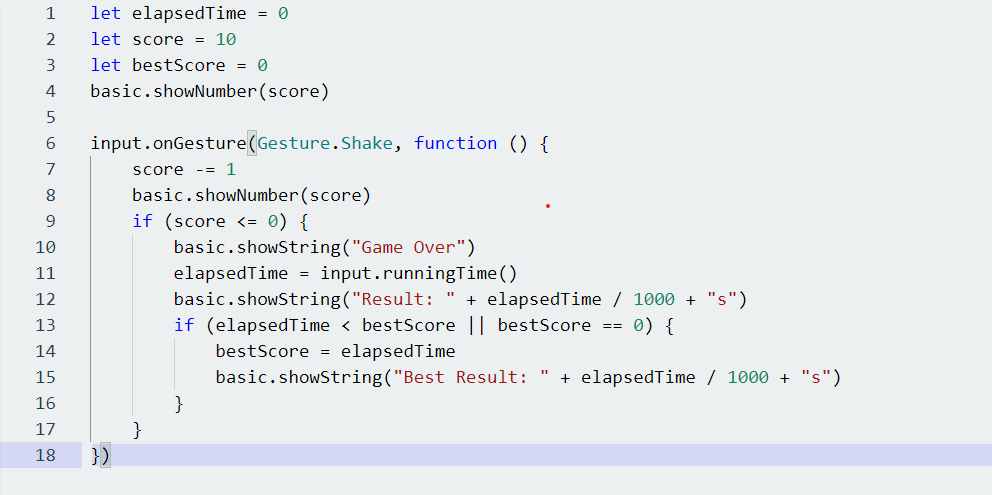 1 let elapsedTime = 0
2 let score = 10
3 let bestScore = 0
4 basic.showNumber(score)
5
6 input.onGesture(Gesture.Shake, function () {
7     score -= 1
8     basic.showNumber(score)
9     if (score <= 0) {
10         basic.showString("Game Over")
11         elapsedTime = input.runningTime()
12         basic.showString("Result: " + elapsedTime / 1000 + "s")
13         if (elapsedTime < bestScore || bestScore == 0) {
14             bestScore = elapsedTime
15             basic.showString("Best Result: " + elapsedTime / 1000 + "s")
16         }
17     }
18 })